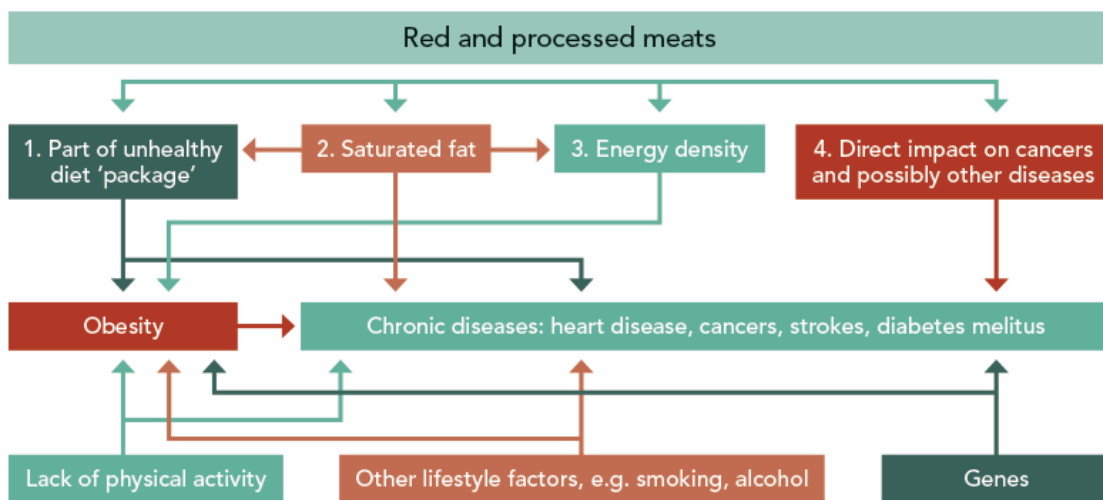 Red and processed meats
1. Part of unhealthy
diet ‘package’
2. Saturated fat
3. Energy density
4. Direct impact on cancers
and possibly other diseases
Obesity
Chronic diseases: heart disease, cancers, strokes, diabetes melitus
Lack of physical activity
Other lifestyle factors, e.g. smoking, alcohol
Genes